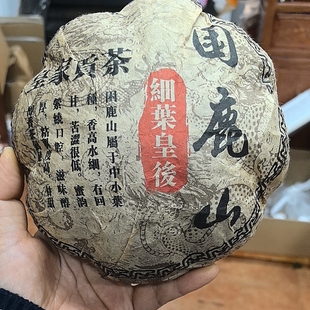 困鹿山
細葉皇後
皇家貢茶
困鹿山屬于中小葉
種、香高水細、有回
甘、苦澀很低、蜜油